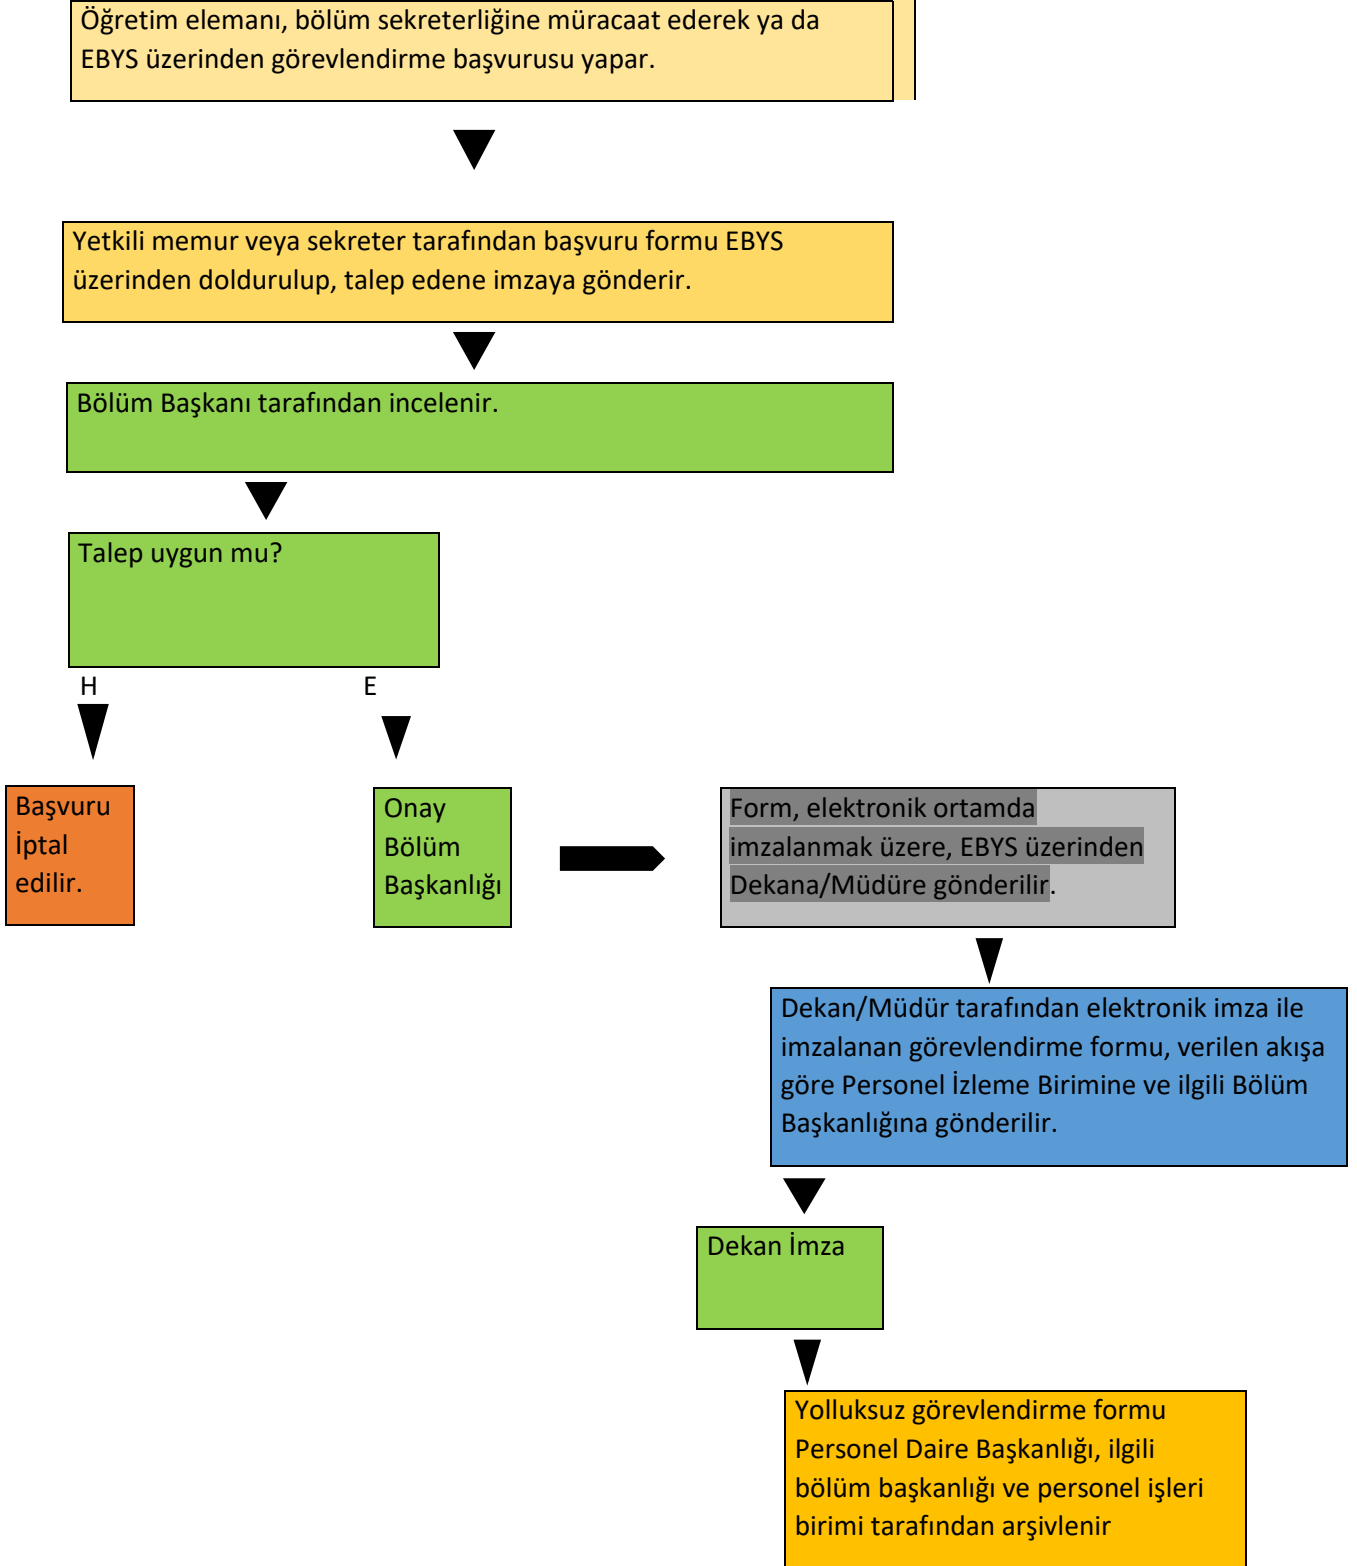 Öğretim elemanı, bölüm sekreterliğine müracaat ederek ya da
EBYS üzerinden görevlendirme başvurusu yapar.
Yetkili memur veya sekreter tarafından başvuru formu EBYS
üzerinden doldurulup, talep edene imzaya gönderir.
Bölüm Başkanı tarafından incelenir.
Talep uygun mu?
H
E
Başvuru
İptal
edilir.
Onay
Bölüm
Başkanlığı
Form, elektronik ortamda
imzalanmak üzere, EBYS üzerinden
Dekana/Müdüre gönderilir.
Dekan/Müdür tarafından elektronik imza ile
imzalanan görevlendirme formu, verilen akışa
göre Personel İzleme Birimine ve ilgili Bölüm
Başkanlığına gönderilir.
Dekan İmza
Yolluksuz görevlendirme formu
Personel Daire Başkanlığı, ilgili
bölüm başkanlığı ve personel işleri
birimi tarafından arşivlenir